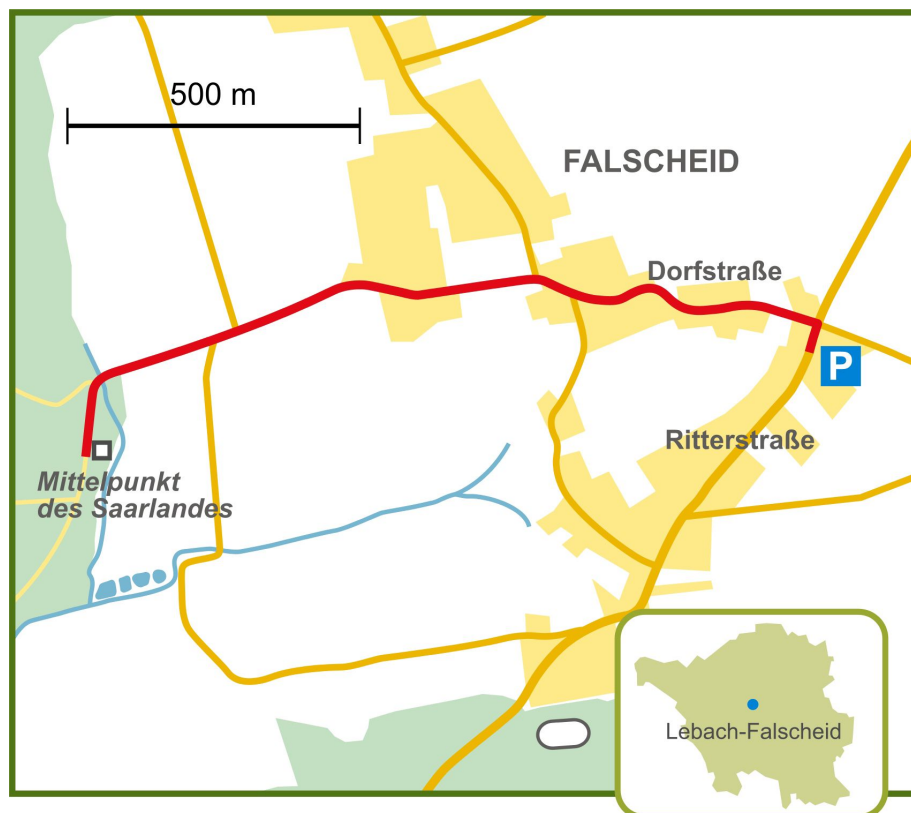 500 m
FALSCHEID
Dorfstraße
P
Ritterstraße
Mittelpunkt
des Saarlandes
Lebach-Falscheid